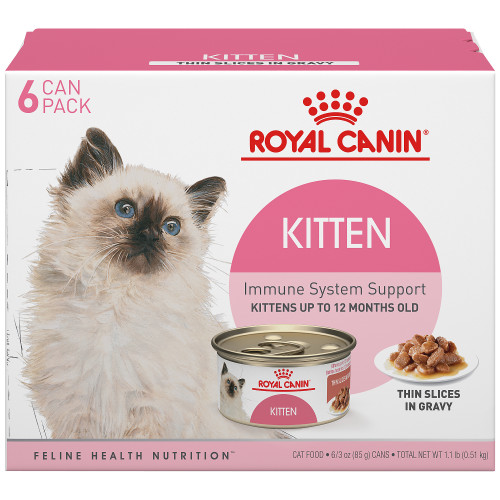 KITTEN
THIN SLICES IN GRAVY
6 CAN
PACK
ROYAL CANIN®
KITTEN
Immune System Support
KITTENS UP TO 12 MONTHS OLD
ROYAL CANIN
KITTEN
THIN SLICES
IN GRAVY
FELINE HEALTH NUTRITION™
CAT FOOD • 6/3 oz (85g) CANS • TOTAL NET WT. 1.1 lb (0.51 kg)